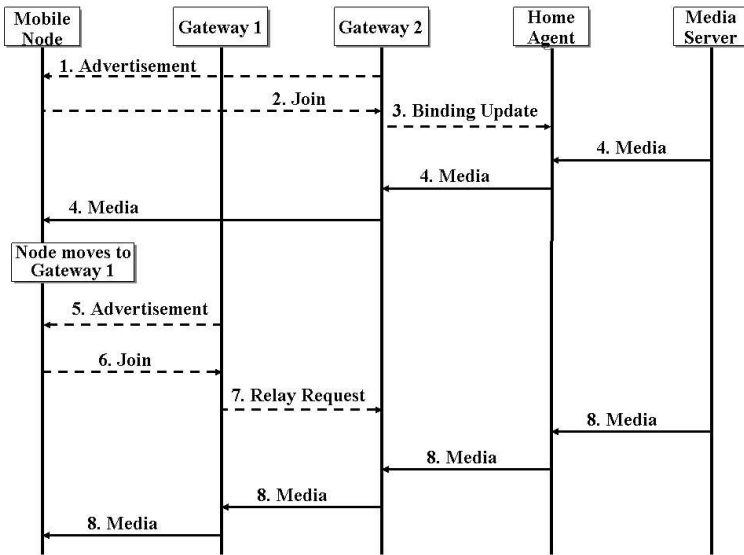 Mobile
Node
Gateway 1
Gateway 2
Home
Agent
Media
Server
1. Advertisement
2. Join
3. Binding Update
4. Media
4. Media
4. Media
Node moves to
Gateway 1
5. Advertisement
6. Join
7. Relay Request
8. Media
8. Media
8. Media
8. Media